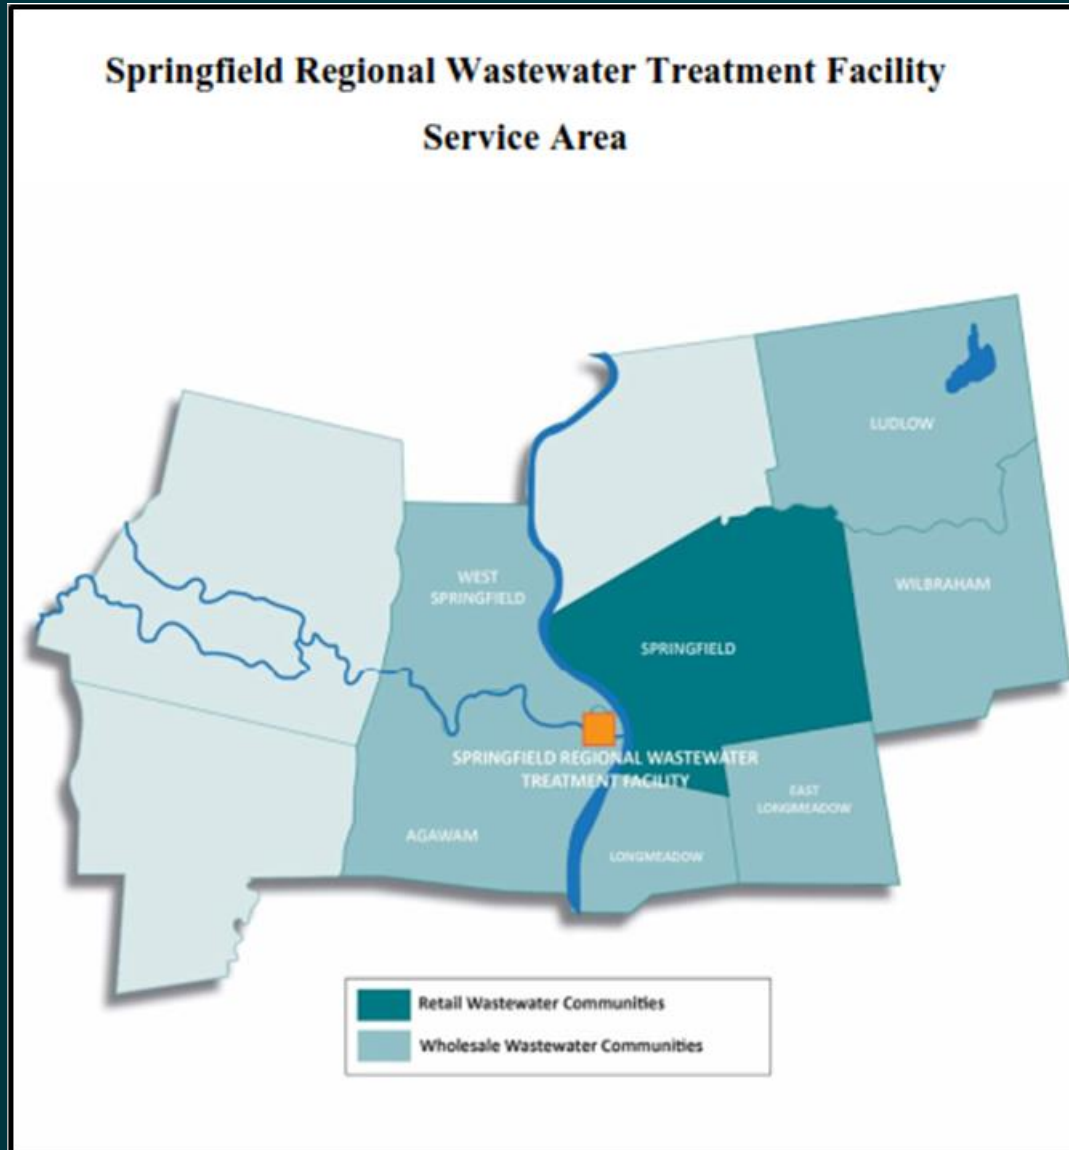 Springfield Regional Wastewater Treatment Facility
Service Area
LUDLOW
WEST
SPRINGFIELD
WILBRAHAM
SPRINGFIELD
SPRINGFIELD REGIONAL WASTEWATER
TREATMENT FACILITY
EAST
LONGMEADOW
AGAWAM
LONGMEADOW
Retail Wastewater Communities
Wholesale Wastewater Communities